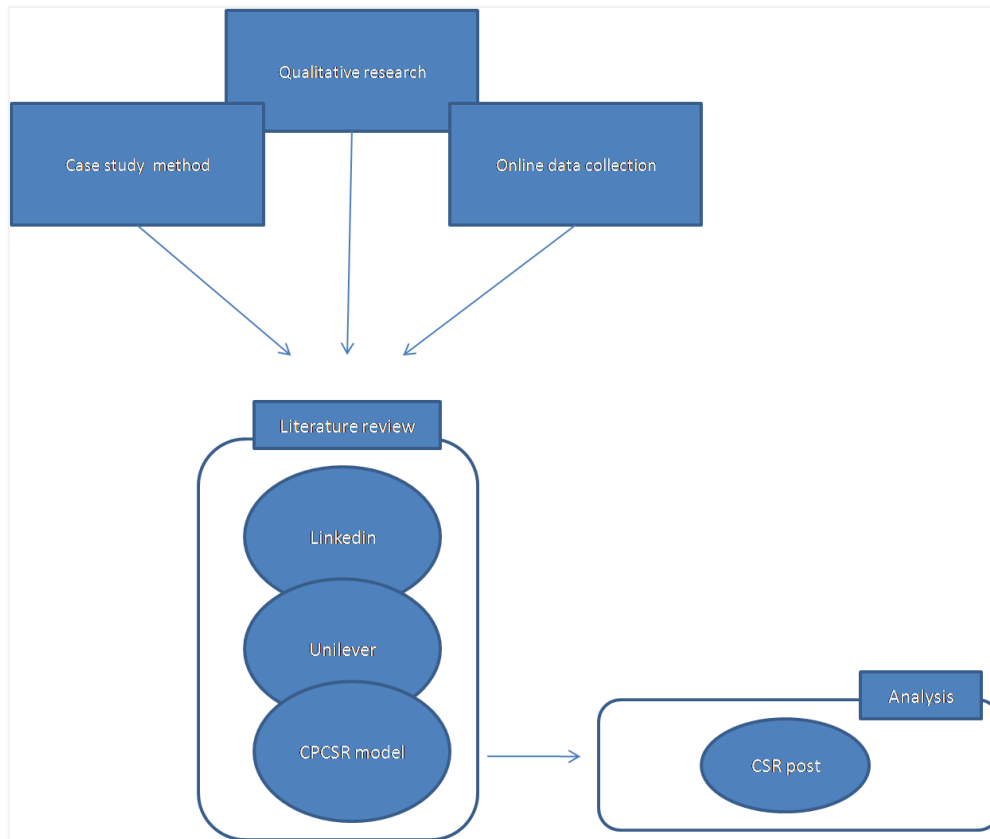 Qualitative research
Case study method
Online data collection
Literature review
Linkedin
Unilever
CPCSR model
Analysis
CSR post